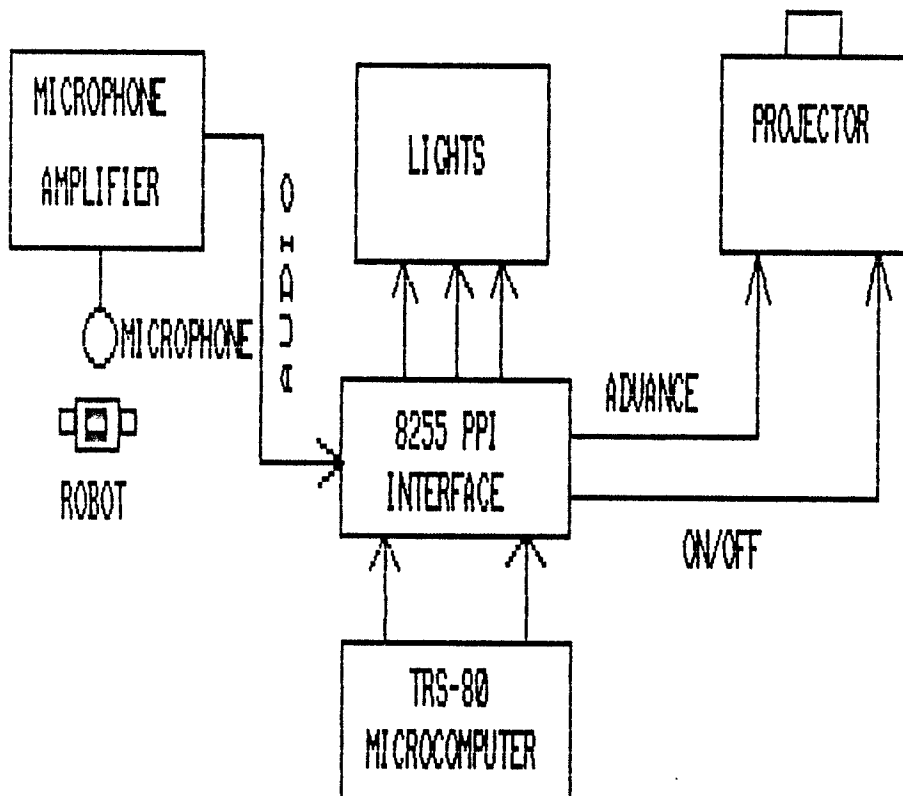 MICROPHONE
AMPLIFIER
MICROPHONE
ROBOT
AUDIO
LIGHTS
PROJECTOR
8255 PPI
INTERFACE
ADVANCE
ON/OFF
TRS-80
MICROCOMPUTER